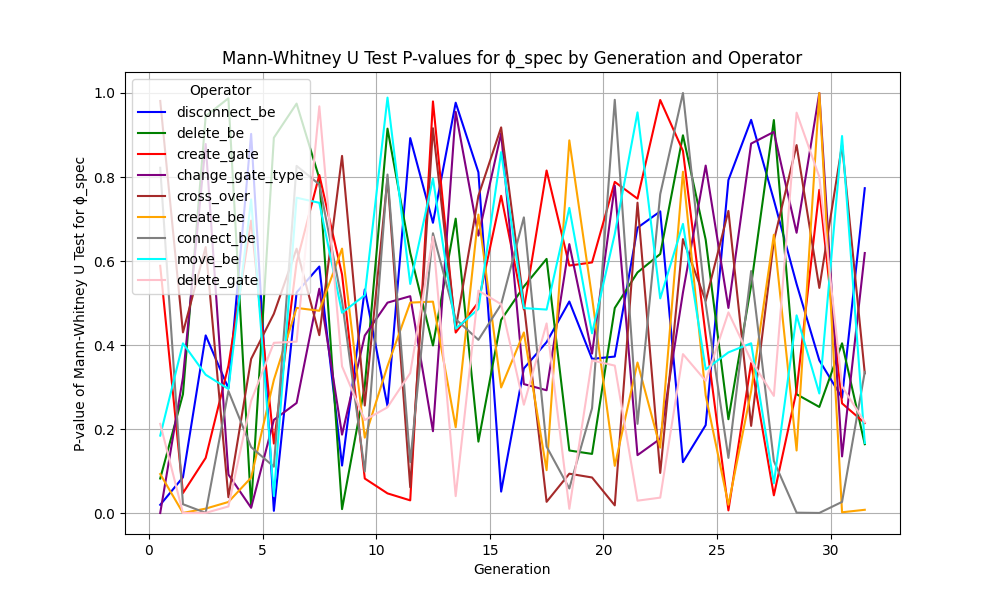 Mann-Whitney U Test P-values for ϕ_spec by Generation and Operator
P-value of Mann-Whitney U Test for ϕ_spec
1.0
0.8
0.6
0.4
0.2
0.0
Operator
disconnect_be
delete_be
create_gate
change_gate_type
cross_over
create_be
connect_be
move_be
delete_gate
0 5 10 15 20 25 30
Generation